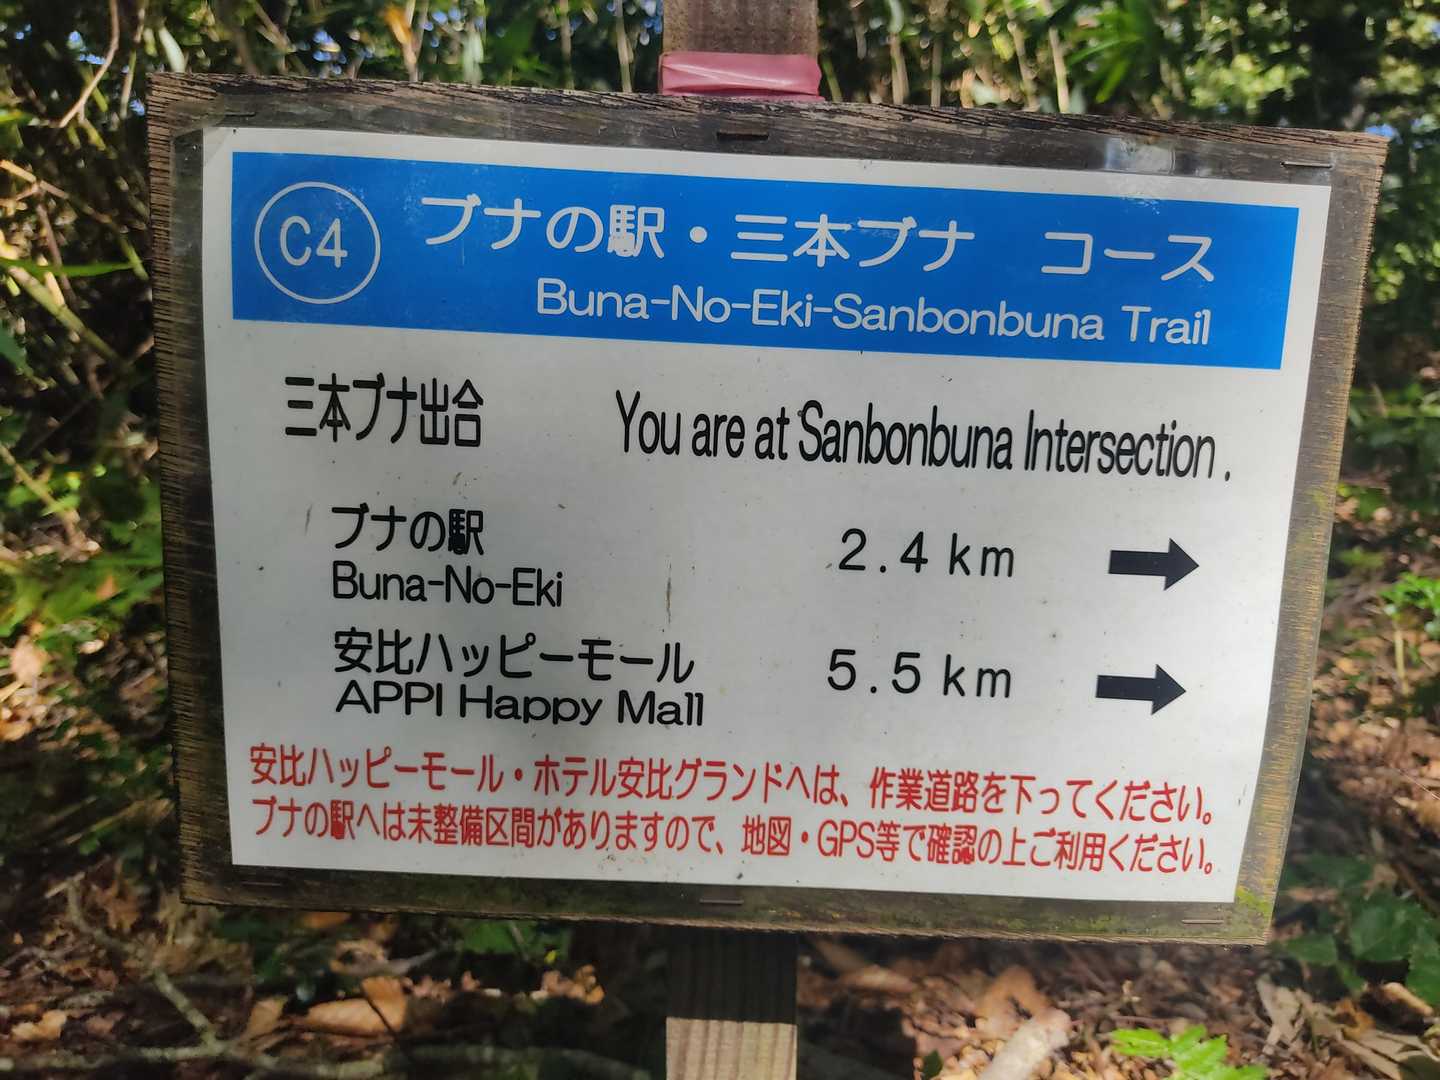 C4
ブナの駅・三本ブナ　コース
Buna-No-Eki-Sanbonbuna Trail
三本ブナ出合　You are at Sanbonbuna Intersection.
ブナの駅
Buna-No-Eki　2.4 km →
安比ハッピーモール
APPI Happy Mall　5.5 km →
安比ハッピーモール・ホテル安比グランドへは、作業道路を下ってください。
ブナの駅へは未整備区間がありますので、地図・GPS等で確認の上ご利用ください。